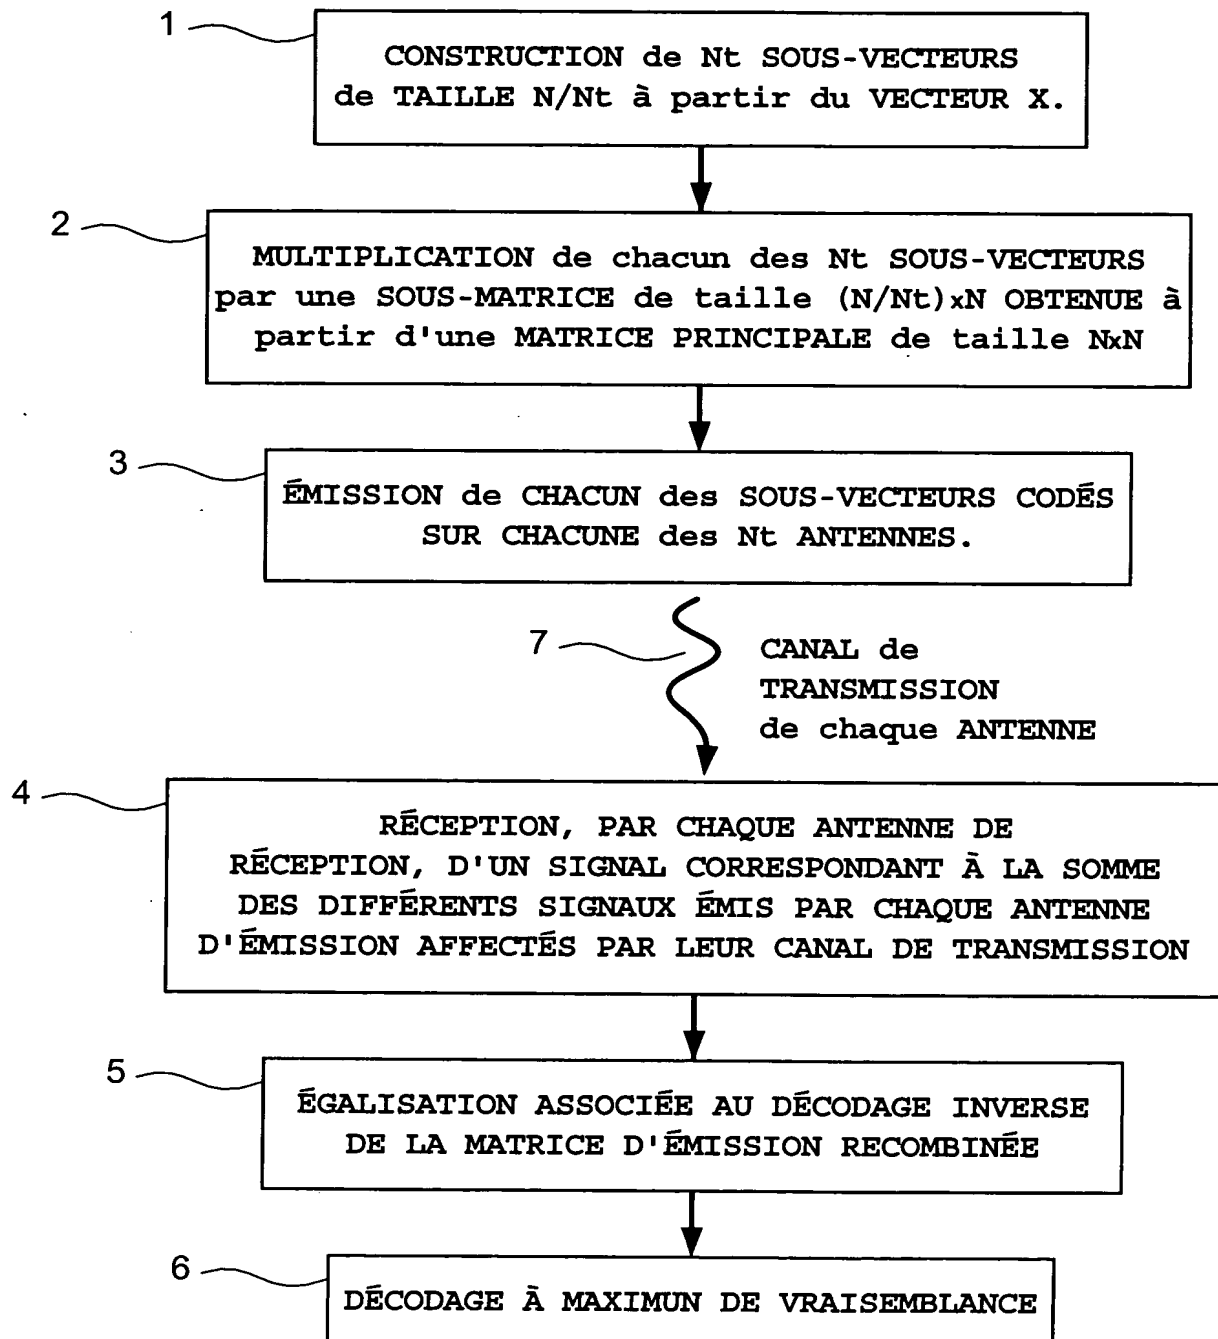 1
CONSTRUCTION de Nt SOUS-VECTEURS
de TAILLE N/Nt à partir du VECTEUR X.
2
MULTIPLICATION de chacun des Nt SOUS-VECTEURS
par une SOUS-MATRICE de taille (N/Nt)xN OBTENUE à
partir d'une MATRICE PRINCIPALE de taille NxN
3
ÉMISSION de CHACUN des SOUS-VECTEURS CODÉS
SUR CHACUNE des Nt ANTENNES.
7
CANAL de
TRANSMISSION
de chaque ANTENNE
4
RÉCEPTION, PAR CHAQUE ANTENNE DE
RÉCEPTION, D'UN SIGNAL CORRESPONDANT À LA SOMME
DES DIFFÉRENTS SIGNAUX ÉMIS PAR CHAQUE ANTENNE
D'ÉMISSION AFFECTÉS PAR LEUR CANAL DE TRANSMISSION
5
ÉGALISATION ASSOCIÉE AU DÉCODAGE INVERSE
DE LA MATRICE D'ÉMISSION RECOMBINÉE
6
DÉCODAGE À MAXIMUN DE VRAISEMBLANCE